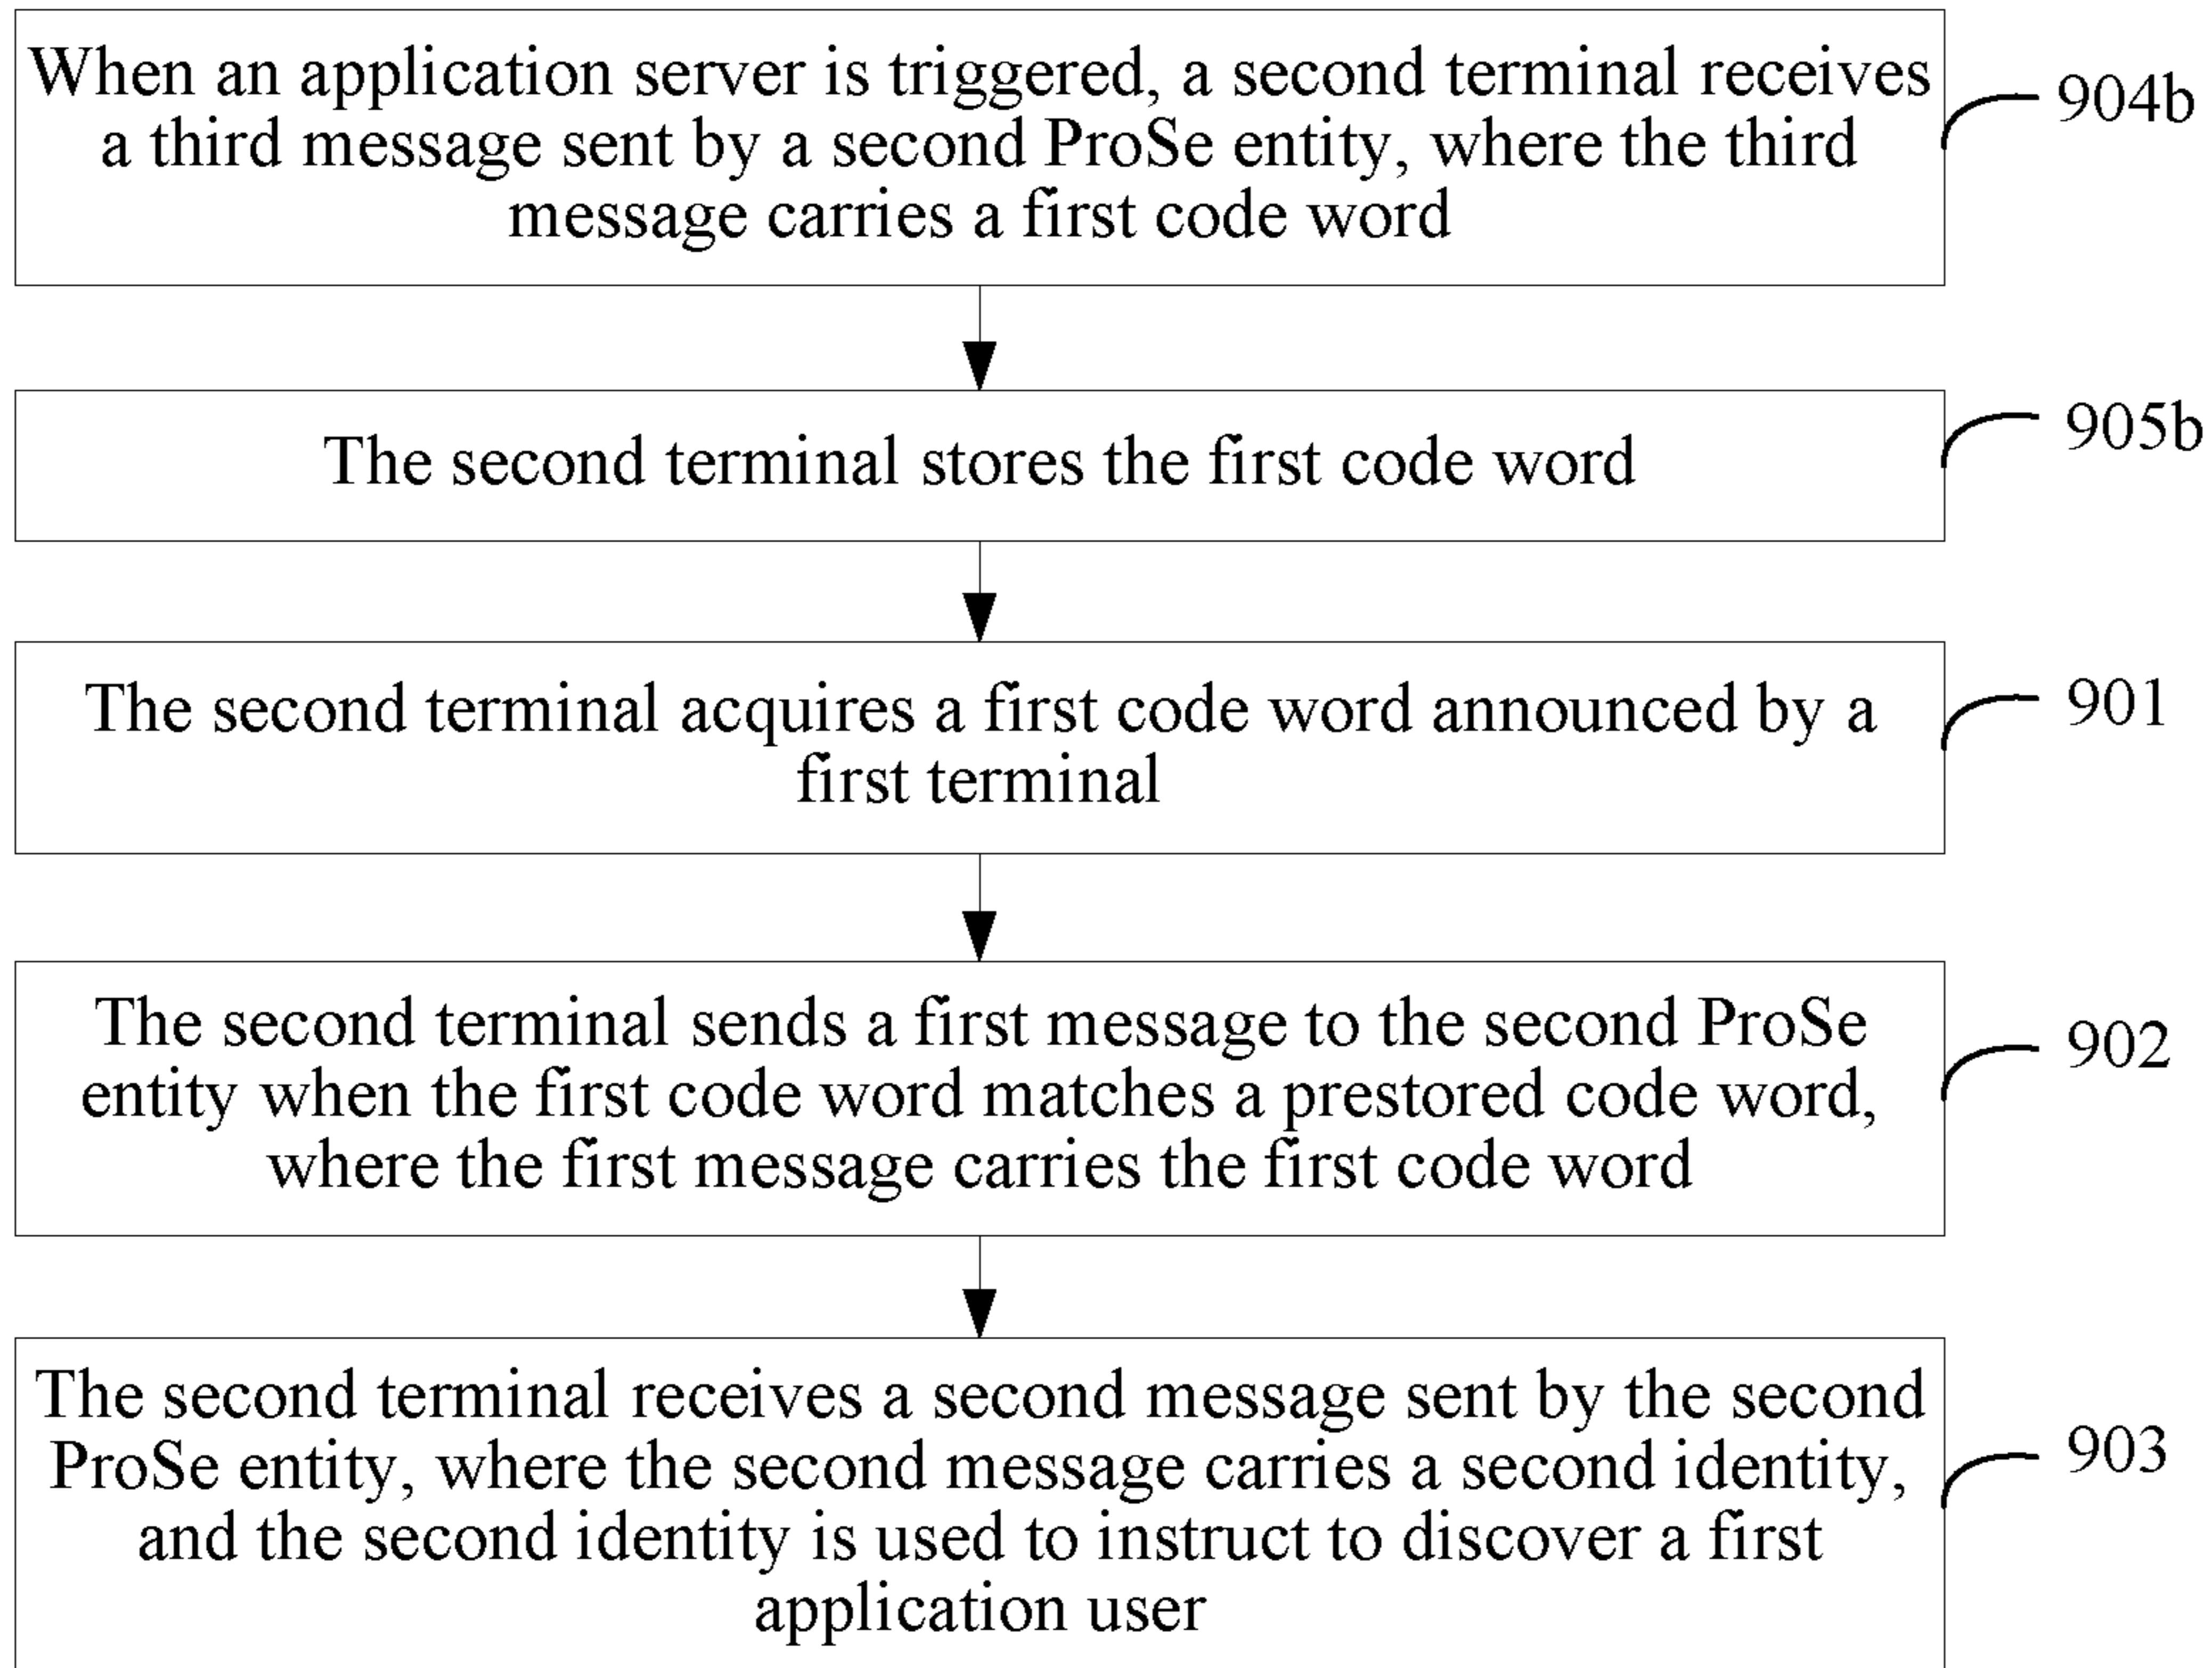 When an application server is triggered, a second terminal receives
a third message sent by a second ProSe entity, where the third
message carries a first code word
904b
The second terminal stores the first code word
905b
The second terminal acquires a first code word announced by a
first terminal
901
The second terminal sends a first message to the second ProSe
entity when the first code word matches a prestored code word,
where the first message carries the first code word
902
The second terminal receives a second message sent by the second
ProSe entity, where the second message carries a second identity,
and the second identity is used to instruct to discover a first
application user
903